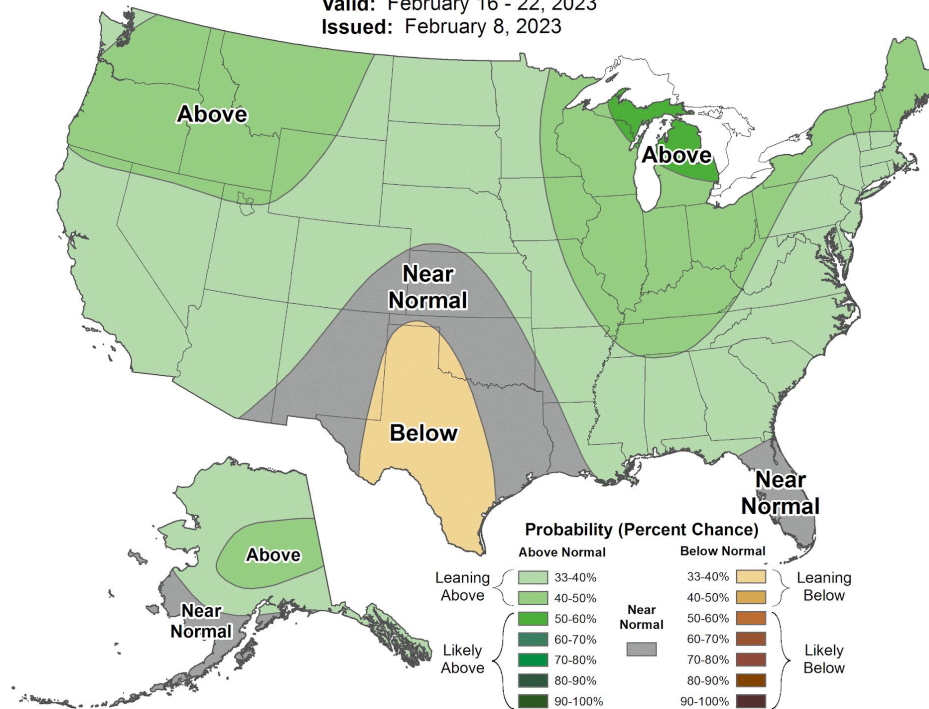 Valid: February 16 - 22, 2023
Issued: February 8, 2023
Above
Above
Near
Normal
Below
Near
Normal
Above
Near
Normal
Probability (Percent Chance)
Above Normal
Below Normal
Leaning
Above
33-40%
40-50%
Likely
Above
50-60%
60-70%
70-80%
80-90%
90-100%
Near
Normal
33-40%
40-50%
Leaning
Below
50-60%
60-70%
70-80%
80-90%
90-100%
Likely
Below